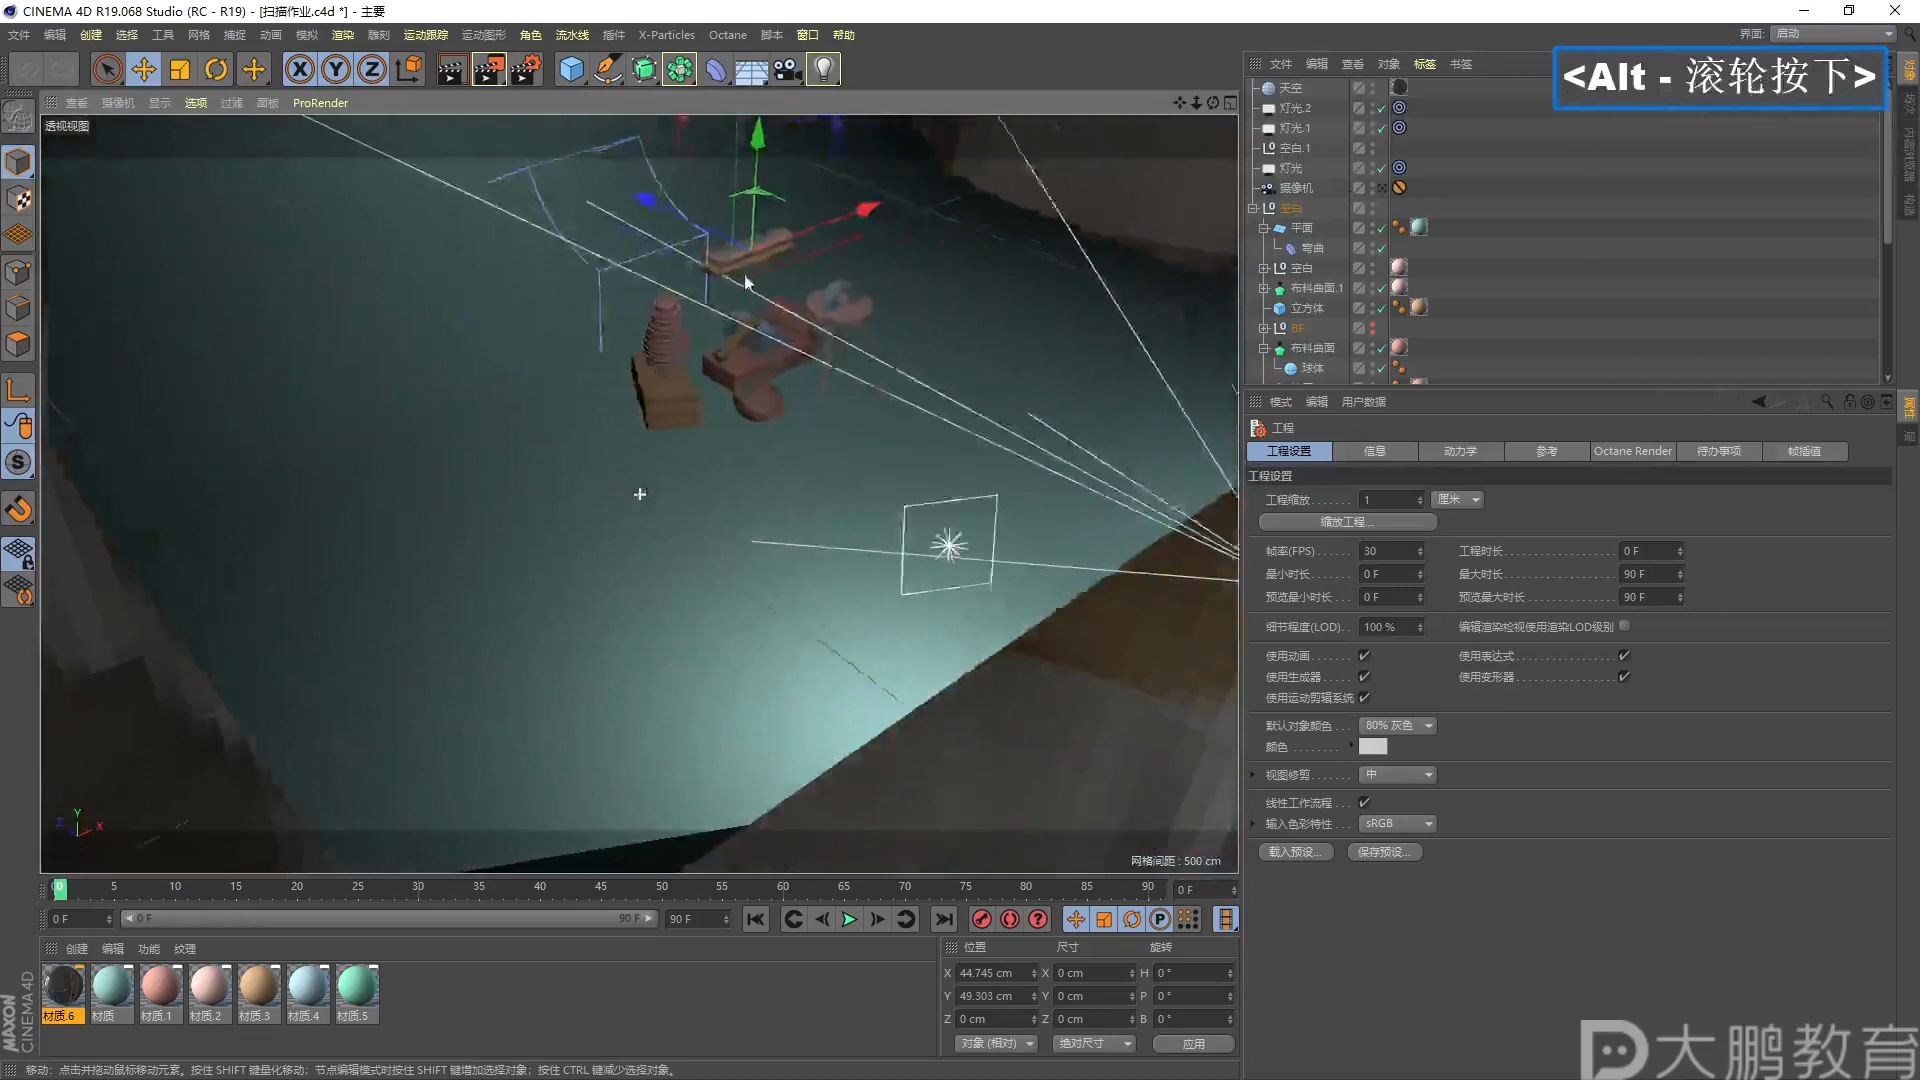 CINEMA 4D R19.068 Studio (RC - R19) - [扫描作业.c4d *] - 主要
文件 编辑 创建 选择 工具 网格 捕捉 动画 模拟 渲染 运动跟踪 运动图形 角色 流水线 插件 X-Particles Octane 脚本 窗口 帮助
界面: 启动
<Alt - 滚轮按下>
查看 摄像机 显示 选项 过滤 面板 ProRender
透视视图
网格间距 : 500 cm
Y
Z X
文件 编辑 查看 对象 标签 书签
天空
灯光.2
灯光.1
空白.1
灯光
摄像机
空白
平面
弯曲
空白
布料曲面.1
立方体
BF
布料曲面
球体
对象
场次
内容浏览器
构造
模式 编辑 用户数据
属性
层
工程
工程设置 信息 动力学 参考 Octane Render 待办事项 帧插值
工程设置
工程缩放 1 厘米
缩放工程...
帧率(FPS) 30 工程时长 0 F
最小时长 0 F 最大时长 90 F
预览最小时长 0 F 预览最大时长 90 F
细节程度(LOD) 100 % 编辑渲染检视使用渲染LOD级别
使用动画 使用表达式
使用生成器 使用变形器
使用运动剪辑系统
默认对象颜色 80% 灰色
颜色
视图修剪 中
线性工作流程
输入色彩特性 sRGB
载入预设... 保存预设...
0 5 10 15 20 25 30 35 40 45 50 55 60 65 70 75 80 85 90 0 F
0 F 0 F 90 F 90 F
创建 编辑 功能 纹理
材质.6 材质 材质.1 材质.2 材质.3 材质.4 材质.5
位置 尺寸 旋转
X 44.745 cm X 0 cm H 0 °
Y 49.303 cm Y 0 cm P 0 °
Z 0 cm Z 0 cm B 0 °
对象 (相对) 绝对尺寸 应用
MAXON
CINEMA 4D
移动：点击并拖动鼠标移动元素。按住 SHIFT 键量化移动；节点编辑模式时按住 SHIFT 键增加选择对象；按住 CTRL 键减少选择对象。
大鹏教育